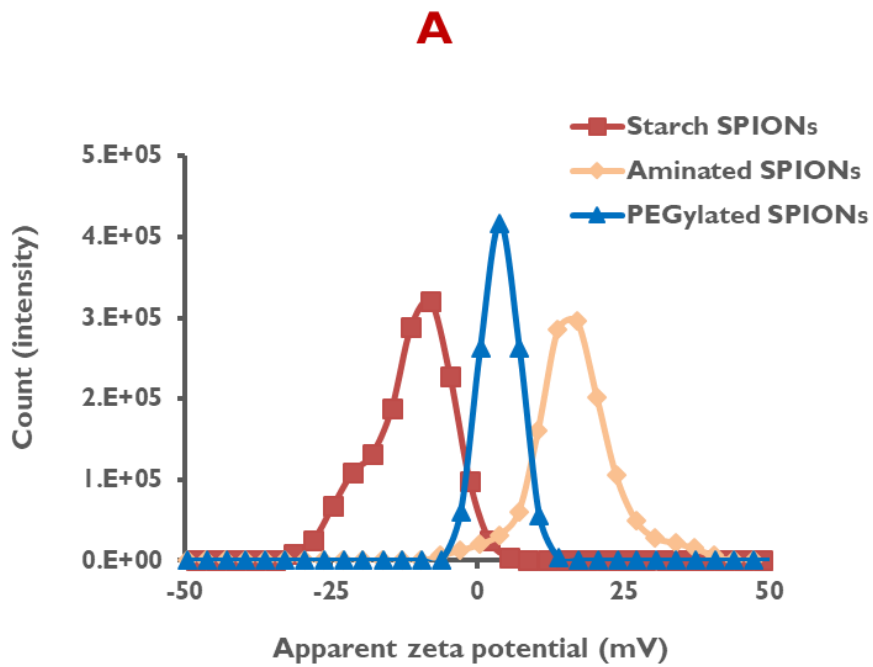 A
Starch SPIONs
Aminated SPIONs
PEGylated SPIONs
5.E+05
4.E+05
3.E+05
2.E+05
1.E+05
0.E+00
Count (intensity)
-50 -25 0 25 50
Apparent zeta potential (mV)